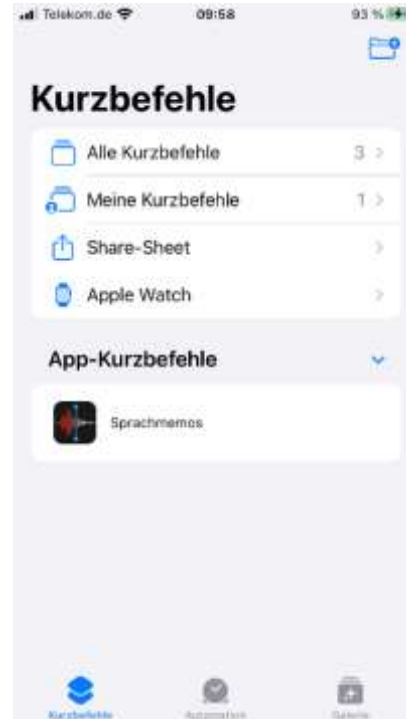 Telekom.de 09:58 93 %
Kurzbefehle
Alle Kurzbefehle 3
Meine Kurzbefehle 1
Share-Sheet
Apple Watch
App-Kurzbefehle
Sprachmemos
Kurzbefehle Automation Galerie